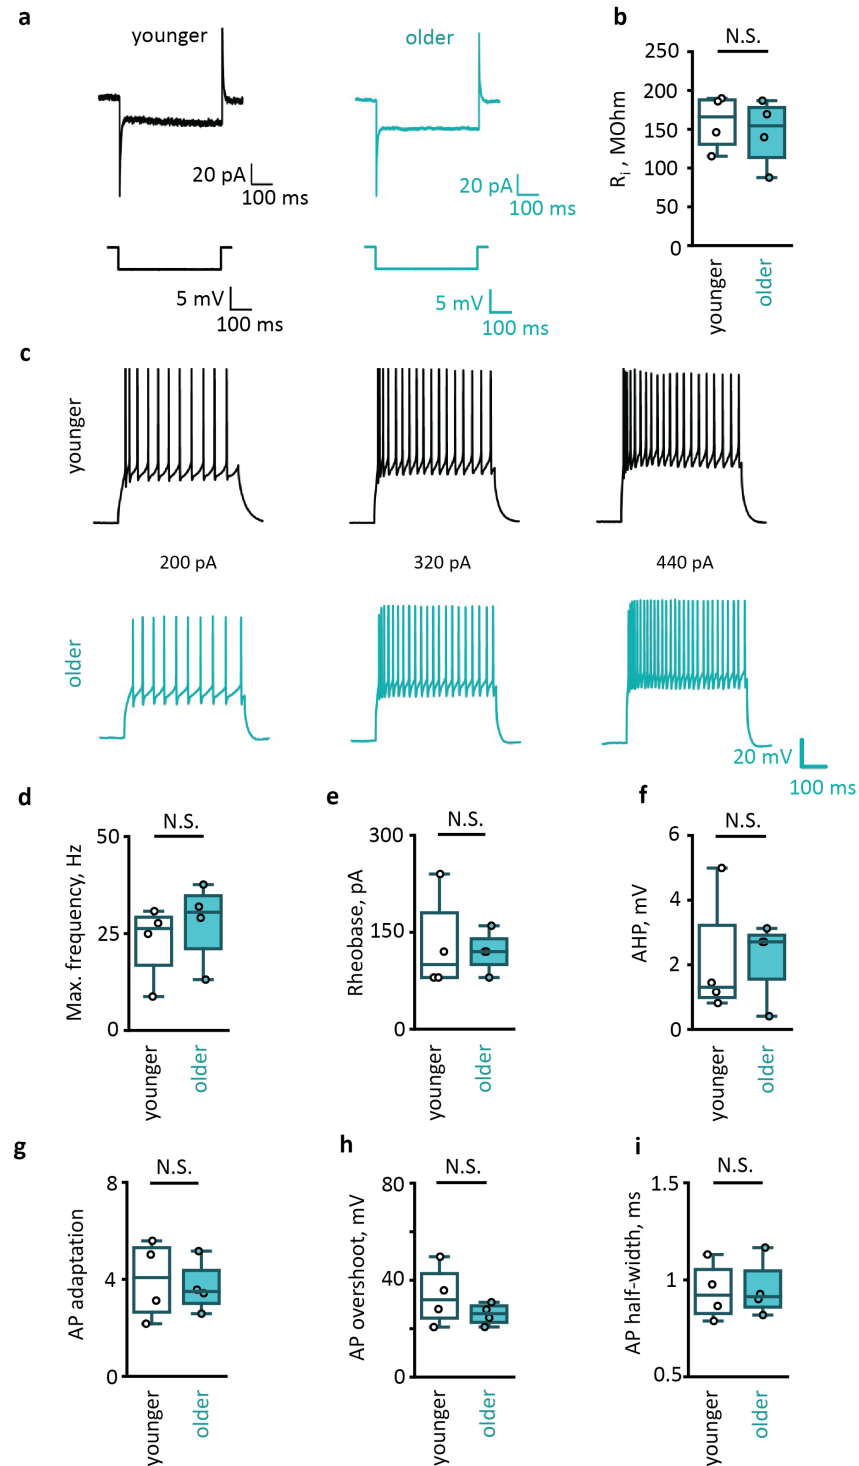 a
younger
older
20 pA
100 ms
20 pA
100 ms
5 mV
100 ms
5 mV
100 ms
b
N.S.
250
200
150
100
50
0
Ri , MOhm
younger
older
c
younger
200 pA
320 pA
440 pA
older
20 mV
100 ms
d
N.S.
50
25
0
Max. frequency, Hz
younger
older
e
N.S.
300
150
0
Rheobase, pA
younger
older
f
N.S.
6
4
2
0
AHP, mV
younger
older
g
N.S.
8
4
0
AP adaptation
younger
older
h
N.S.
80
40
0
AP overshoot, mV
younger
older
i
N.S.
1.5
1
0.5
AP half-width, ms
younger
older